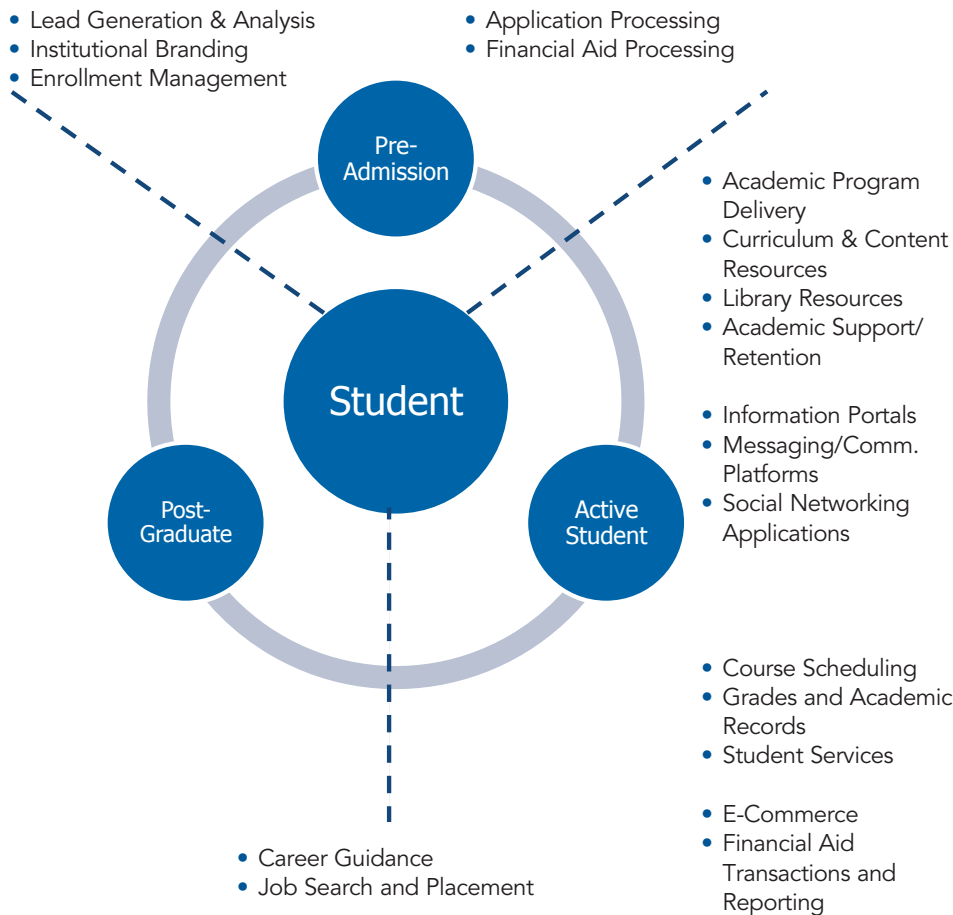 • Lead Generation & Analysis
• Institutional Branding
• Enrollment Management
• Application Processing
• Financial Aid Processing
Pre-
Admission
• Academic Program
Delivery
• Curriculum & Content
Resources
• Library Resources
• Academic Support/
Retention
Student
• Information Portals
• Messaging/Comm.
Platforms
• Social Networking
Applications
Post-
Graduate
Active
Student
• Course Scheduling
• Grades and Academic
Records
• Student Services
• E-Commerce
• Financial Aid
Transactions and
Reporting
• Career Guidance
• Job Search and Placement